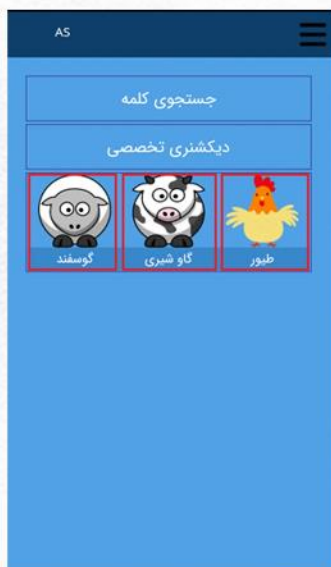 AS
جستجوی کلمه
دیکشنری تخصصی
طیور
گاو شیری
گوسفند